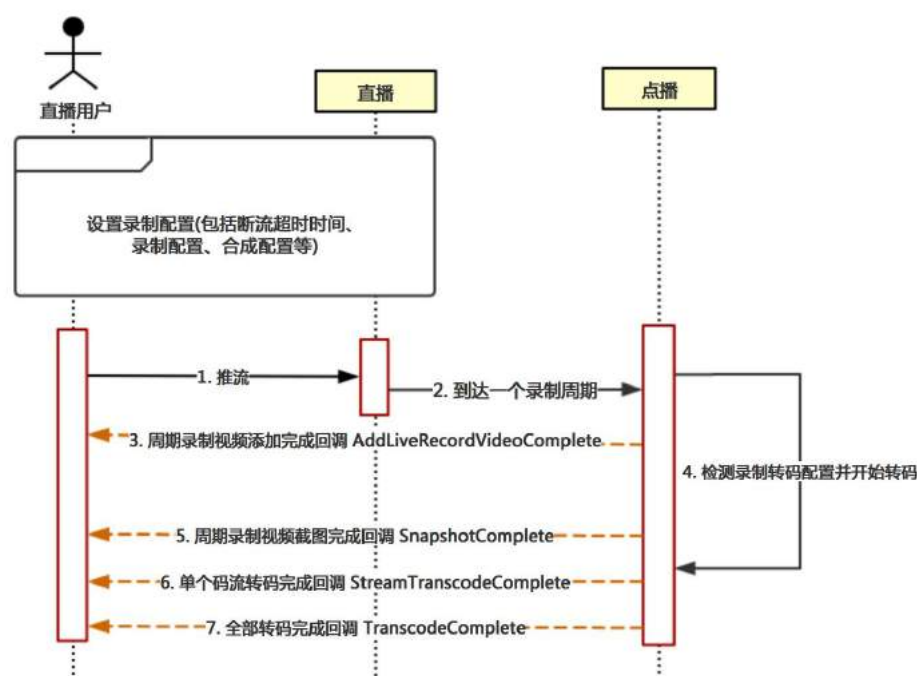 直播用户
直播
点播
设置录制配置(包括断流超时时间、
录制配置、合成配置等)
1. 推流
2. 到达一个录制周期
3. 周期录制视频添加完成回调 AddLiveRecordVideoComplete
4. 检测录制转码配置并开始转码
5. 周期录制视频截图完成回调 SnapshotComplete
6. 单个码流转码完成回调 StreamTranscodeComplete
7. 全部转码完成回调 TranscodeComplete